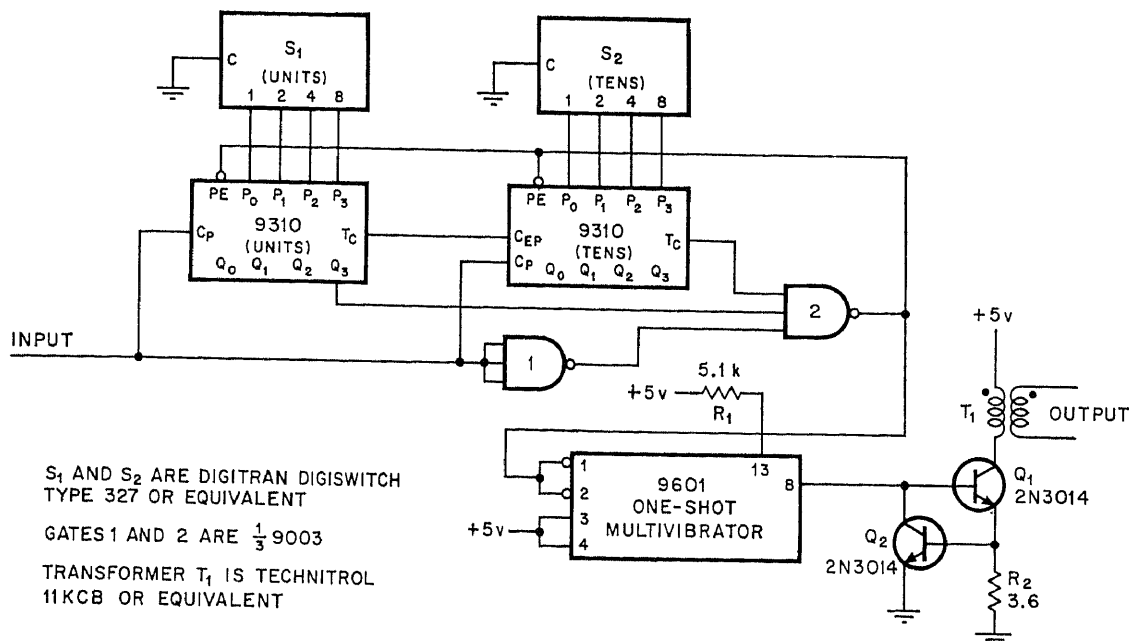 S1
(UNITS)
C
1 2 4 8
S2
(TENS)
C
1 2 4 8
PE P0 P1 P2 P3
9310
(UNITS)
CP
TC
Q0 Q1 Q2 Q3
PE P0 P1 P2 P3
CEP
9310
(TENS)
TC
CP
Q0 Q1 Q2 Q3
2
+5v
INPUT
1
5.1 k
+5v
R1
T1
OUTPUT
13
1
2
3
4
9601
ONE-SHOT
MULTIVIBRATOR
8
+5v
Q1
2N3014
Q2
2N3014
R2
3.6
S1 AND S2 ARE DIGITRAN DIGISWITCH
TYPE 327 OR EQUIVALENT
GATES 1 AND 2 ARE 1/3 9003
TRANSFORMER T1 IS TECHNITROL
11KCB OR EQUIVALENT